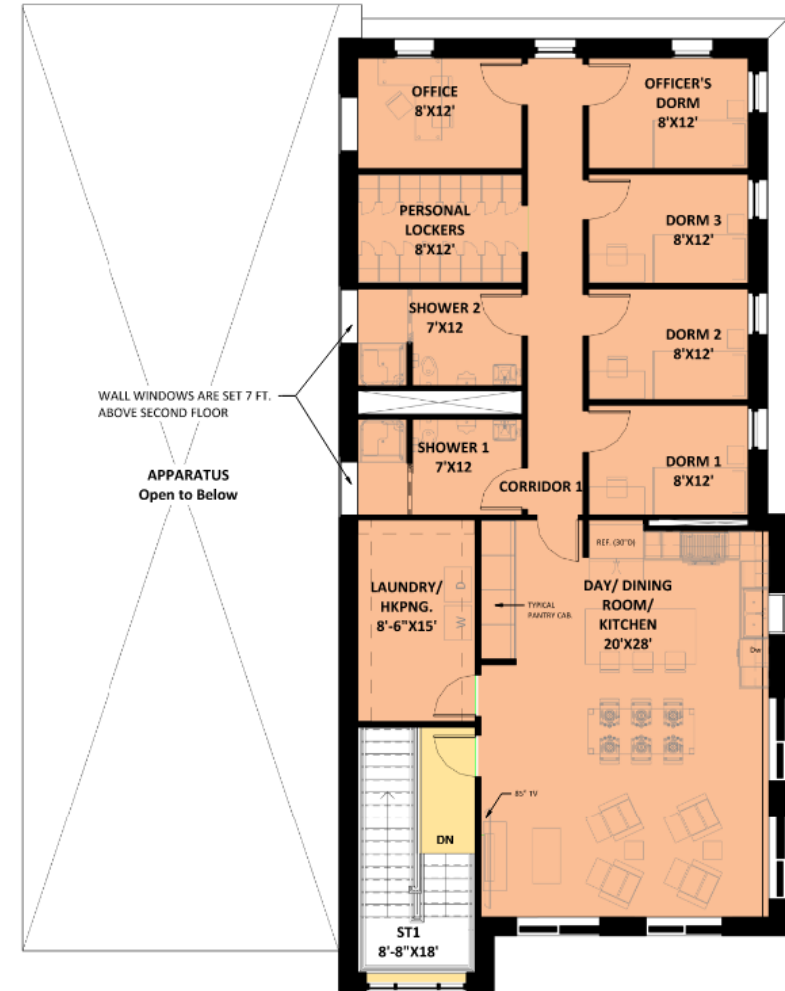 OFFICE
8'X12'
OFFICER'S
DORM
8'X12'
PERSONAL
LOCKERS
8'X12'
DORM 3
8'X12'
SHOWER 2
7'X12
DORM 2
8'X12'
WALL WINDOWS ARE SET 7 FT.
ABOVE SECOND FLOOR
SHOWER 1
7'X12
DORM 1
8'X12'
APPARATUS
Open to Below
CORRIDOR 1
REF. (30"D)
LAUNDRY/
HKPNG.
8'-6"X15'
D
W
TYPICAL
PANTRY CAB.
DAY/ DINING
ROOM/
KITCHEN
20'X28'
DW
85" TV
DN
ST1
8'-8"X18'